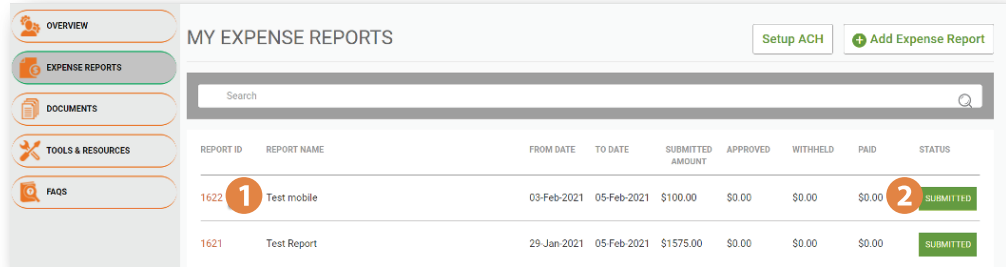 OVERVIEW
EXPENSE REPORTS
DOCUMENTS
TOOLS & RESOURCES
FAQS
MY EXPENSE REPORTS
Setup ACH
Add Expense Report
Search
REPORT ID REPORT NAME FROM DATE TO DATE SUBMITTED AMOUNT APPROVED WITHHELD PAID STATUS
1622 1 Test mobile 03-Feb-2021 05-Feb-2021 $100.00 $0.00 $0.00 $0.00 2 SUBMITTED
1621 Test Report 29-Jan-2021 05-Feb-2021 $1575.00 $0.00 $0.00 $0.00 SUBMITTED